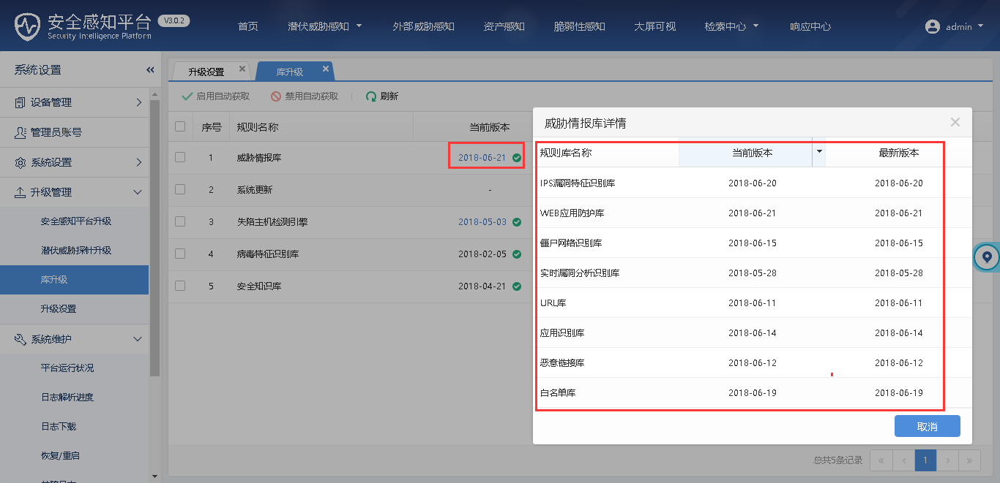 安全感知平台 V3.0.2
Security Intelligence Platform
首页 潜伏威胁感知 外部威胁感知 资产感知 脆弱性感知 大屏可视 检索中心 响应中心 admin
系统设置 «
设备管理
管理员账号
系统设置
升级管理
安全感知平台升级
潜伏威胁探针升级
库升级
升级设置
系统维护
平台运行状况
日志解析进度
日志下载
恢复/重启
升级设置 库升级
启用自动获取 禁用自动获取 刷新
序号 规则名称 当前版本
1 威胁情报库 2018-06-21
2 系统更新 -
3 失陷主机检测引擎 2018-05-03
4 病毒特征识别库 2018-02-05
5 安全知识库 2018-04-21
威胁情报库详情
规则库名称 当前版本 最新版本
IPS漏洞特征识别库 2018-06-20 2018-06-20
WEB应用防护库 2018-06-21 2018-06-21
僵尸网络识别库 2018-06-15 2018-06-15
实时漏洞分析识别库 2018-05-28 2018-05-28
URL库 2018-06-11 2018-06-11
应用识别库 2018-06-14 2018-06-14
恶意链接库 2018-06-12 2018-06-12
白名单库 2018-06-19 2018-06-19
取消
总共5条记录 « ‹ 1 › »